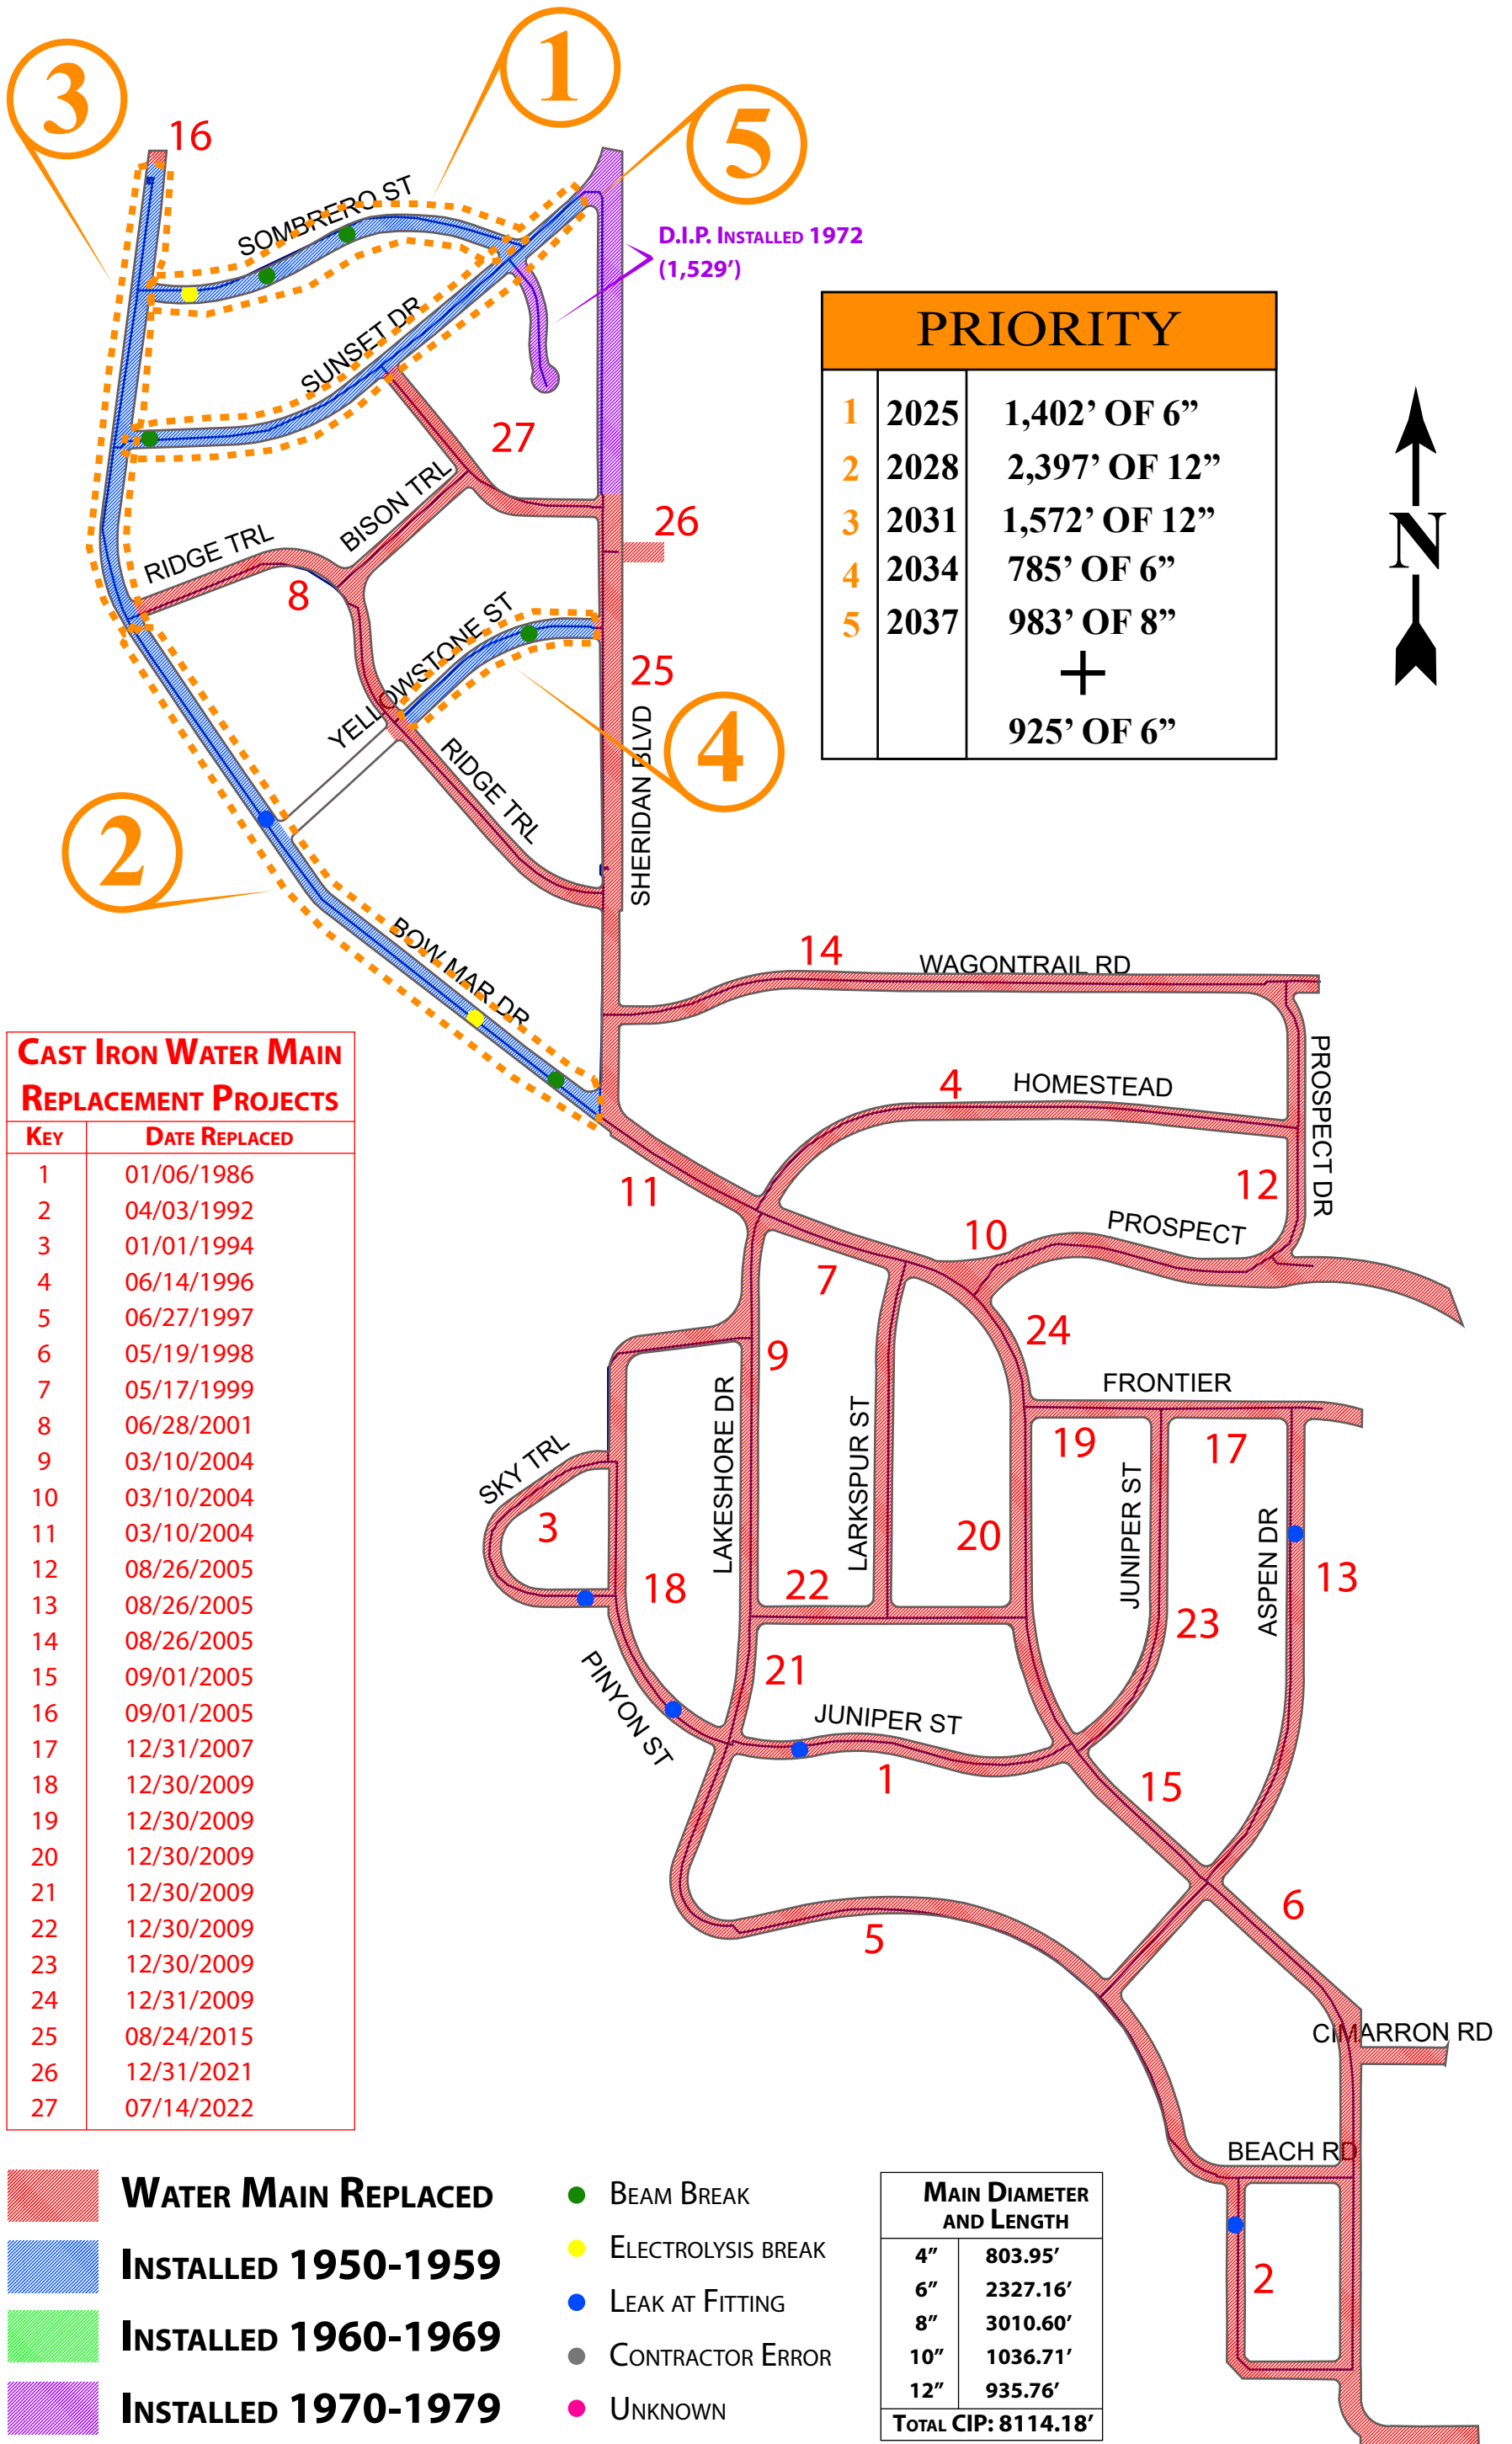 1
3
5
16
SOMBRERO ST
D.I.P. INSTALLED 1972
(1,529')
SUNSET DR
PRIORITY
1 2025 1,402’ OF 6”
2 2028 2,397’ OF 12”
3 2031 1,572’ OF 12”
4 2034 785’ OF 6”
5 2037 983’ OF 8”
+
925’ OF 6”
N
27
BISON TRL
26
RIDGE TRL
8
YELLOWSTONE ST
25
4
RIDGE TRL
SHERIDAN BLVD
2
BOW MAR DR
14
WAGONTRAIL RD
PROSPECT DR
4
HOMESTEAD
12
11
10
PROSPECT
7
24
9
FRONTIER
LAKESHORE DR
LARKSPUR ST
19
17
SKY TRL
JUNIPER ST
3
20
ASPEN DR
13
18
22
23
PINYON ST
21
JUNIPER ST
1
15
6
5
CIMARRON RD
BEACH RD
2
CAST IRON WATER MAIN
REPLACEMENT PROJECTS
KEY DATE REPLACED
1 01/06/1986
2 04/03/1992
3 01/01/1994
4 06/14/1996
5 06/27/1997
6 05/19/1998
7 05/17/1999
8 06/28/2001
9 03/10/2004
10 03/10/2004
11 03/10/2004
12 08/26/2005
13 08/26/2005
14 08/26/2005
15 09/01/2005
16 09/01/2005
17 12/31/2007
18 12/30/2009
19 12/30/2009
20 12/30/2009
21 12/30/2009
22 12/30/2009
23 12/30/2009
24 12/31/2009
25 08/24/2015
26 12/31/2021
27 07/14/2022
WATER MAIN REPLACED
INSTALLED 1950-1959
INSTALLED 1960-1969
INSTALLED 1970-1979
BEAM BREAK
ELECTROLYSIS BREAK
LEAK AT FITTING
CONTRACTOR ERROR
UNKNOWN
MAIN DIAMETER
AND LENGTH
4” 803.95’
6” 2327.16’
8” 3010.60’
10” 1036.71’
12” 935.76’
TOTAL CIP: 8114.18’